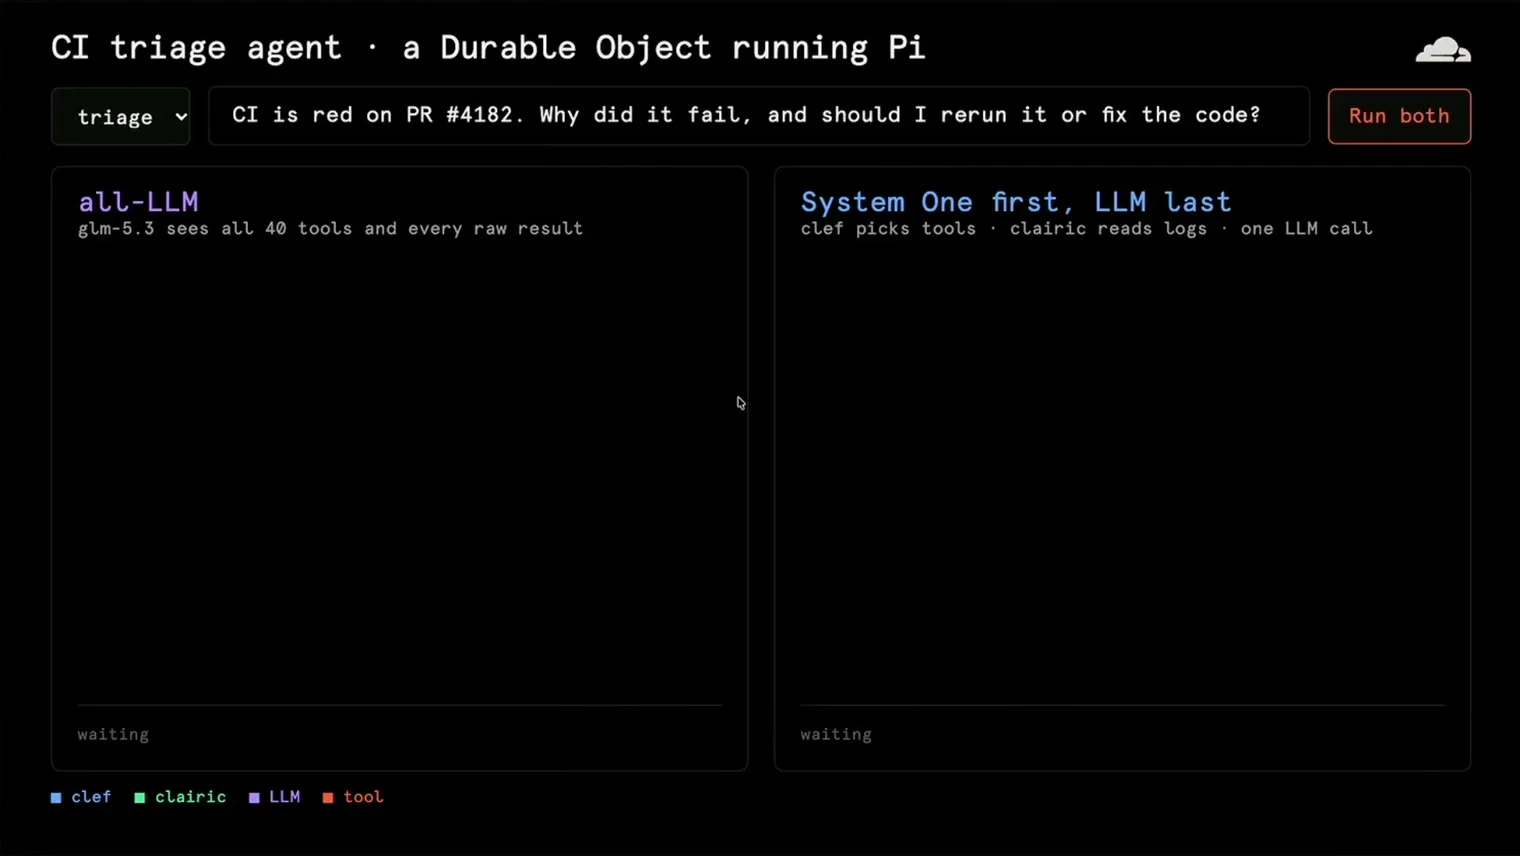 CI triage agent · a Durable Object running Pi
triage
CI is red on PR #4182. Why did it fail, and should I rerun it or fix the code?
Run both
all-LLM
glm-5.3 sees all 40 tools and every raw result
waiting
System One first, LLM last
clef picks tools · clairic reads logs · one LLM call
waiting
clef clairic LLM tool